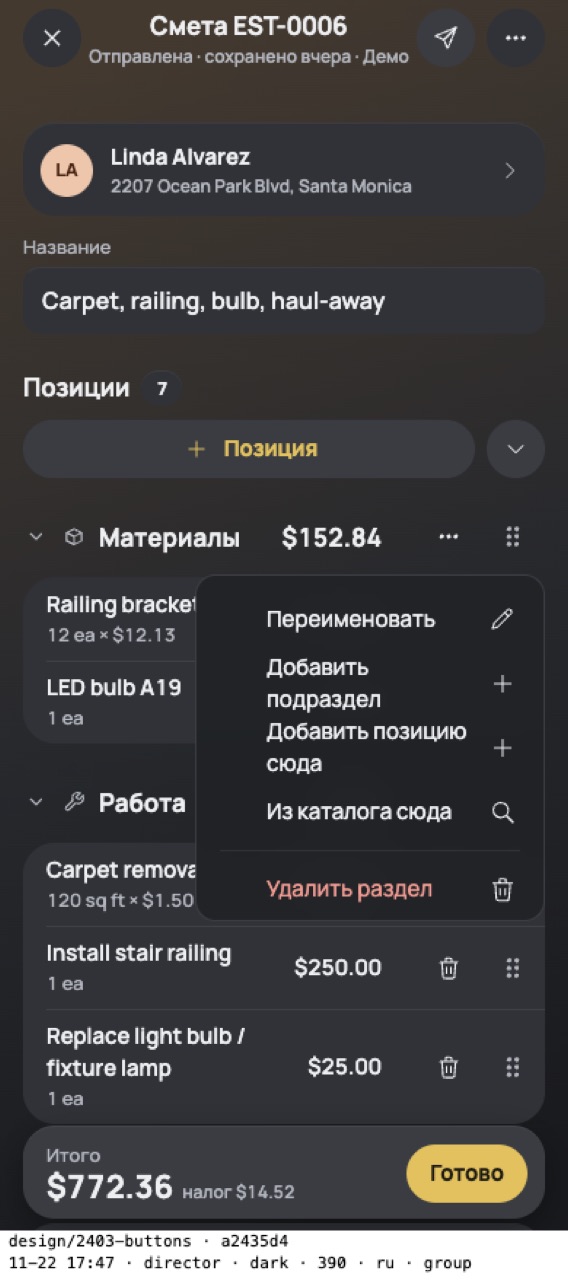 Смета EST-0006
Отправлена · сохранено вчера · Демо
LA
Linda Alvarez
2207 Ocean Park Blvd, Santa Monica
Название
Carpet, railing, bulb, haul-away
Позиции 7
+ Позиция
Материалы $152.84
Railing bracket
12 ea × $12.13
LED bulb A19
1 ea
Переименовать
Добавить
подраздел
Добавить позицию
сюда
Из каталога сюда
Удалить раздел
Работа
Carpet remova
120 sq ft × $1.50
Install stair railing
1 ea
$250.00
Replace light bulb /
fixture lamp
1 ea
$25.00
Итого
$772.36 налог $14.52
Готово
design/2403-buttons · a2435d4
11-22 17:47 · director · dark · 390 · ru · group